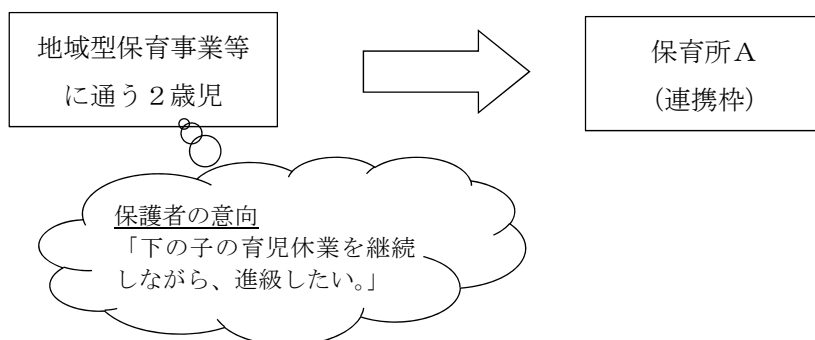 地域型保育事業等
に通う２歳児
保育所Ａ
（連携枠）
保護者の意向
「下の子の育児休業を継続
しながら、進級したい。」